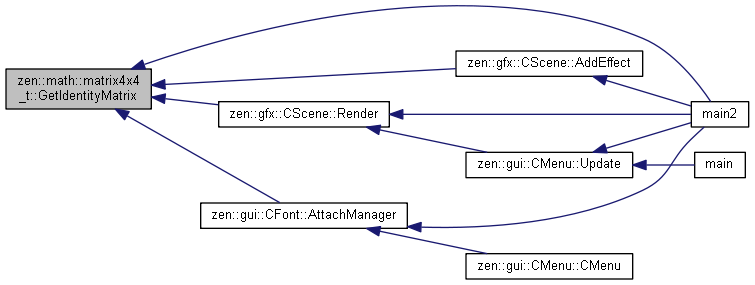 zen::math::matrix4x4
_t::GetIdentityMatrix
zen::gfx::CScene::AddEffect
zen::gfx::CScene::Render
main2
zen::gui::CMenu::Update
main
zen::gui::CFont::AttachManager
zen::gui::CMenu::CMenu